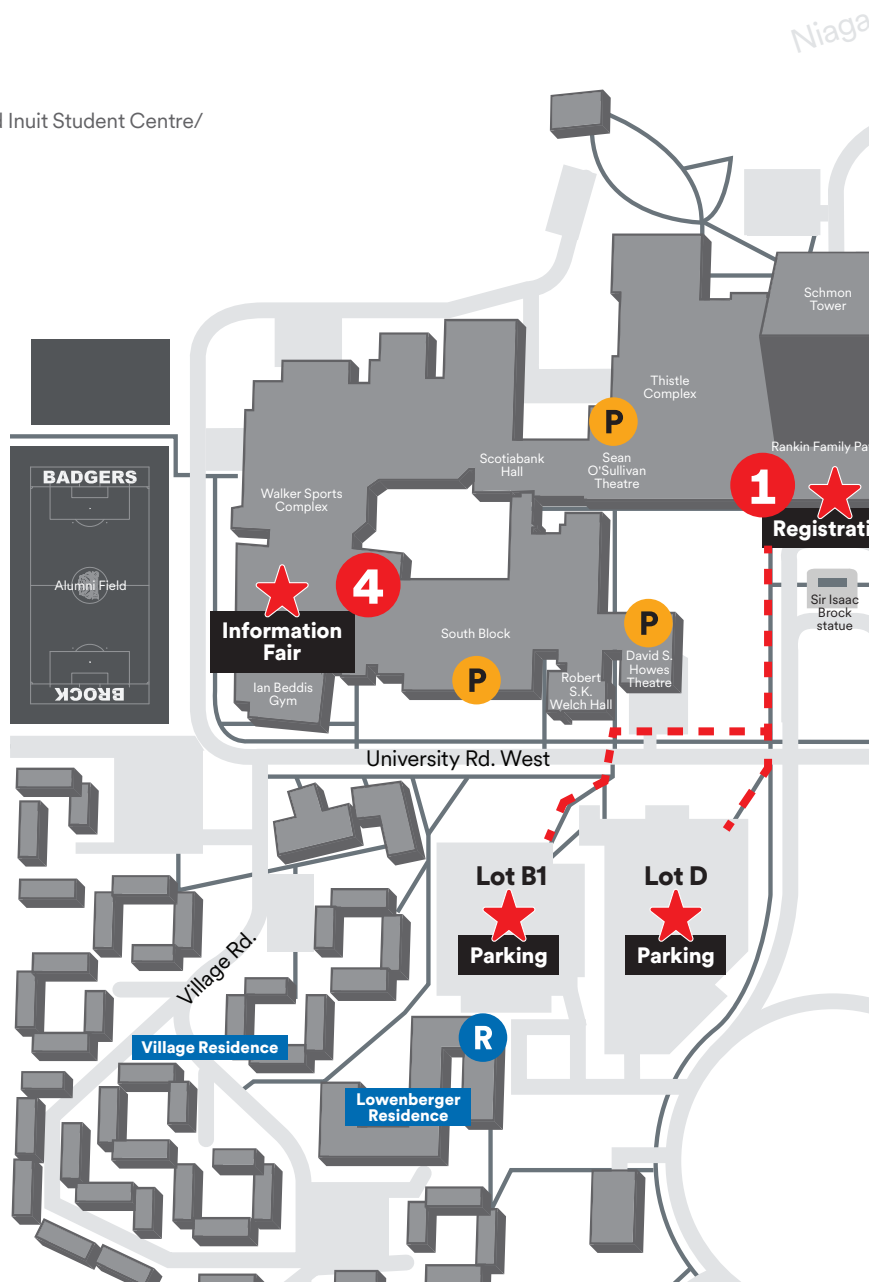 Niaga
l Inuit Student Centre/
Schmon
Tower
Thistle
Complex
P
Rankin Family Pa
Scotiabank
Hall
Sean
O'Sullivan
Theatre
1
BADGERS
Walker Sports
Complex
Registrati
Alumni Field
4
Sir Isaac
Brock
statue
Information
Fair
South Block
P
David S.
Howes
Theatre
BROCK
Ian Beddis
Gym
P
Robert
S.K.
Welch Hall
University Rd. West
Lot B1
Lot D
Parking
Parking
Village Rd.
R
Village Residence
Lowenberger
Residence